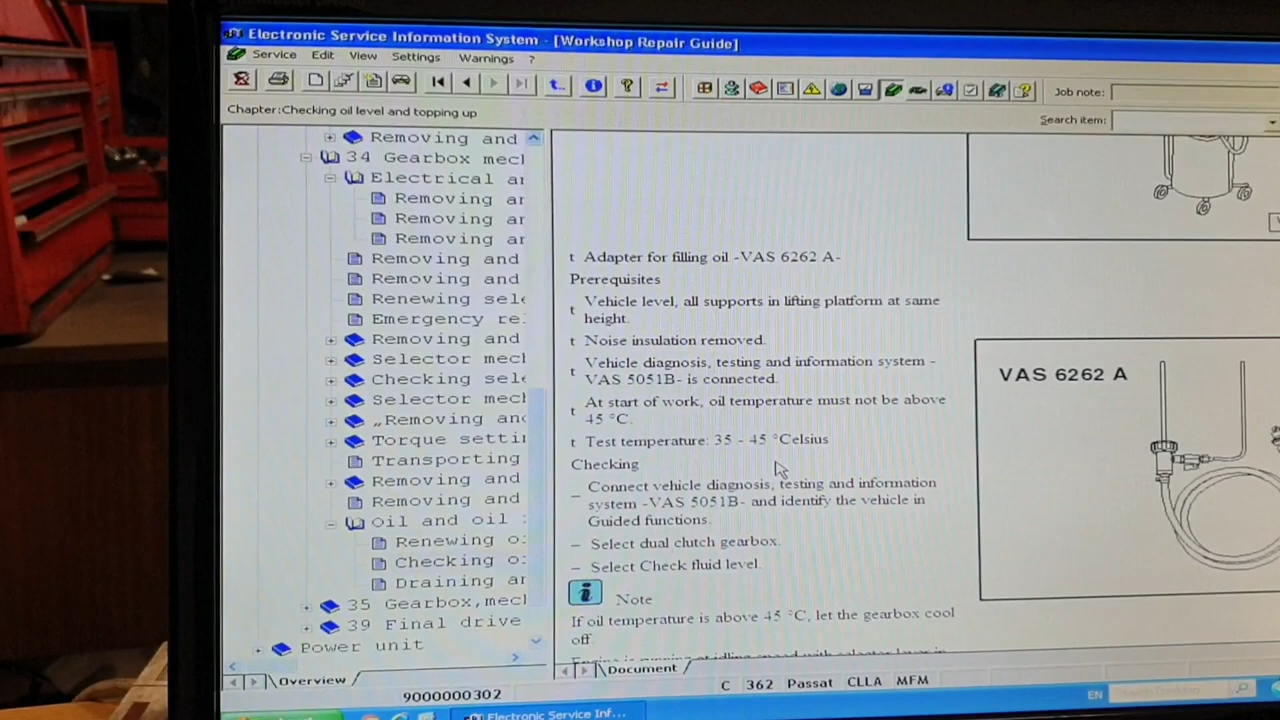 Electronic Service Information System - [Workshop Repair Guide]
Service Edit View Settings Warnings ?
Job note:
Chapter:Checking oil level and topping up
Search item:
Removing and
34 Gearbox mech
Electrical ar
Removing ar
Removing ar
Removing ar
Removing and
Removing and
Renewing sele
Emergency re
Removing and
Selector mech
Checking sele
Selector mech
„Removing and
Torque settin
Transporting
Removing and
Removing and
Oil and oil
Renewing o
Checking o
Draining ar
35 Gearbox,mech
39 Final drive
Power unit
Overview
t Adapter for filling oil -VAS 6262 A-
Prerequisites
t Vehicle level, all supports in lifting platform at same
height.
t Noise insulation removed.
t Vehicle diagnosis, testing and information system -
VAS 5051B- is connected.
t At start of work, oil temperature must not be above
45 °C.
t Test temperature: 35 - 45 °Celsius
Checking
– Connect vehicle diagnosis, testing and information
system -VAS 5051B- and identify the vehicle in
Guided functions.
– Select dual clutch gearbox.
– Select Check fluid level.
i Note
If oil temperature is above 45 °C, let the gearbox cool
off.
VAS 6262 A
Document
9000000302
C 362 Passat CLLA MFM
EN
Electronic Service Inf...